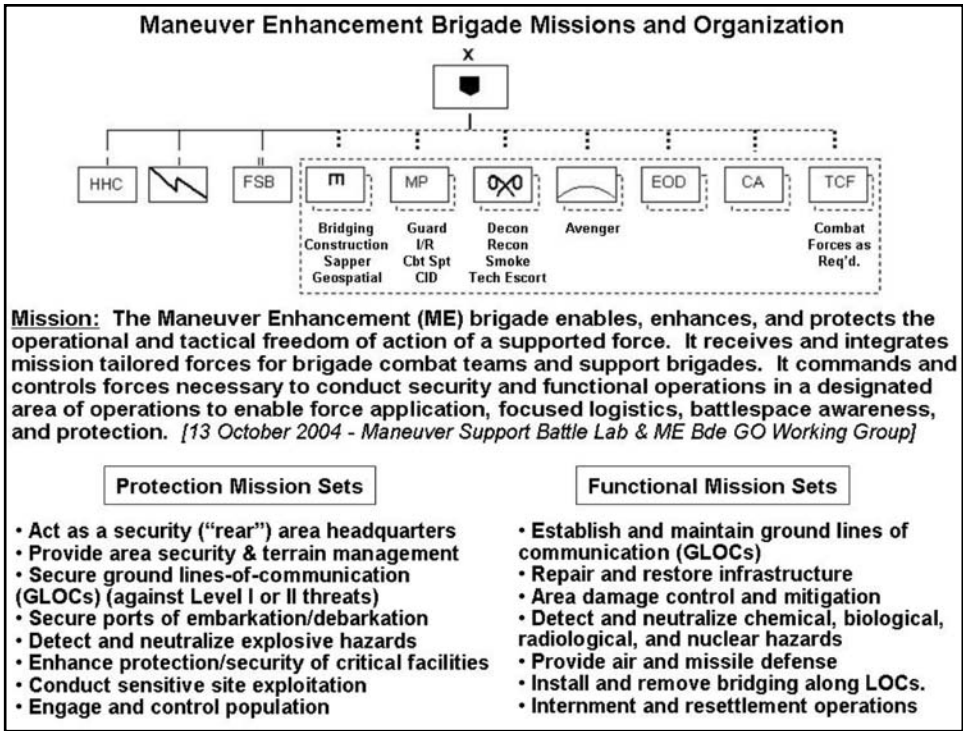 Maneuver Enhancement Brigade Missions and Organization
X
HHC
II
FSB
E
MP
EOD
CA
TCF
Bridging
Construction
Sapper
Geospatial
Guard
I/R
Cbt Spt
CID
Decon
Recon
Smoke
Tech Escort
Avenger
Combat
Forces as
Req'd.
Mission: The Maneuver Enhancement (ME) brigade enables, enhances, and protects the
operational and tactical freedom of action of a supported force. It receives and integrates
mission tailored forces for brigade combat teams and support brigades. It commands and
controls forces necessary to conduct security and functional operations in a designated
area of operations to enable force application, focused logistics, battlespace awareness,
and protection. [13 October 2004 - Maneuver Support Battle Lab & ME Bde GO Working Group]
Protection Mission Sets
• Act as a security (“rear”) area headquarters
• Provide area security & terrain management
• Secure ground lines-of-communication
(GLOCs) (against Level I or II threats)
• Secure ports of embarkation/debarkation
• Detect and neutralize explosive hazards
• Enhance protection/security of critical facilities
• Conduct sensitive site exploitation
• Engage and control population
Functional Mission Sets
• Establish and maintain ground lines of
communication (GLOCs)
• Repair and restore infrastructure
• Area damage control and mitigation
• Detect and neutralize chemical, biological,
radiological, and nuclear hazards
• Provide air and missile defense
• Install and remove bridging along LOCs.
• Internment and resettlement operations